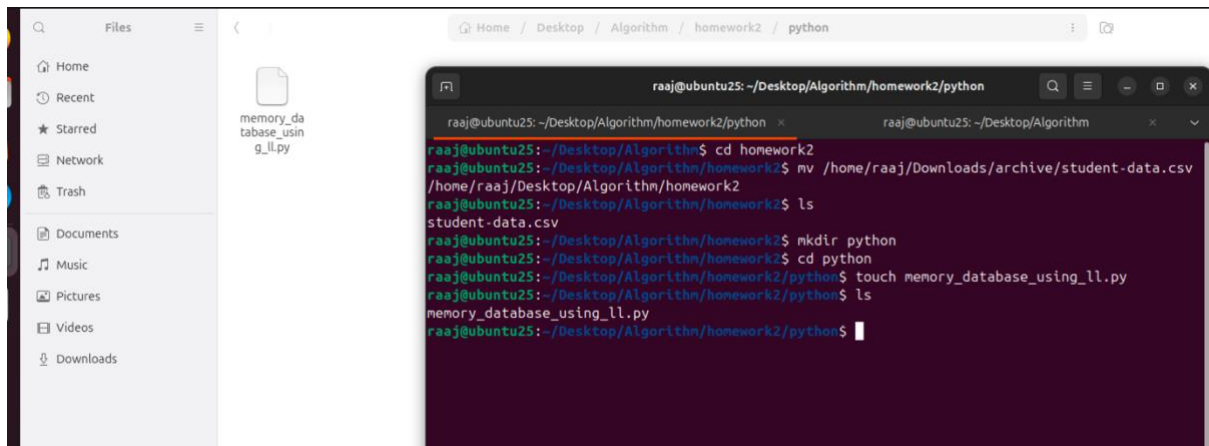 Files
Home / Desktop / Algorithm / homework2 / python
Home
Recent
Starred
Network
Trash
Documents
Music
Pictures
Videos
Downloads
memory_da
tabase_usin
g_ll.py
raaj@ubuntu25: ~/Desktop/Algorithm/homework2/python
raaj@ubuntu25: ~/Desktop/Algorithm/homework2/python
raaj@ubuntu25: ~/Desktop/Algorithm
raaj@ubuntu25:~/Desktop/Algorithm$ cd homework2
raaj@ubuntu25:~/Desktop/Algorithm/homework2$ mv /home/raaj/Downloads/archive/student-data.csv
/home/raaj/Desktop/Algorithm/homework2
raaj@ubuntu25:~/Desktop/Algorithm/homework2$ ls
student-data.csv
raaj@ubuntu25:~/Desktop/Algorithm/homework2$ mkdir python
raaj@ubuntu25:~/Desktop/Algorithm/homework2$ cd python
raaj@ubuntu25:~/Desktop/Algorithm/homework2/python$ touch memory_database_using_ll.py
raaj@ubuntu25:~/Desktop/Algorithm/homework2/python$ ls
memory_database_using_ll.py
raaj@ubuntu25:~/Desktop/Algorithm/homework2/python$